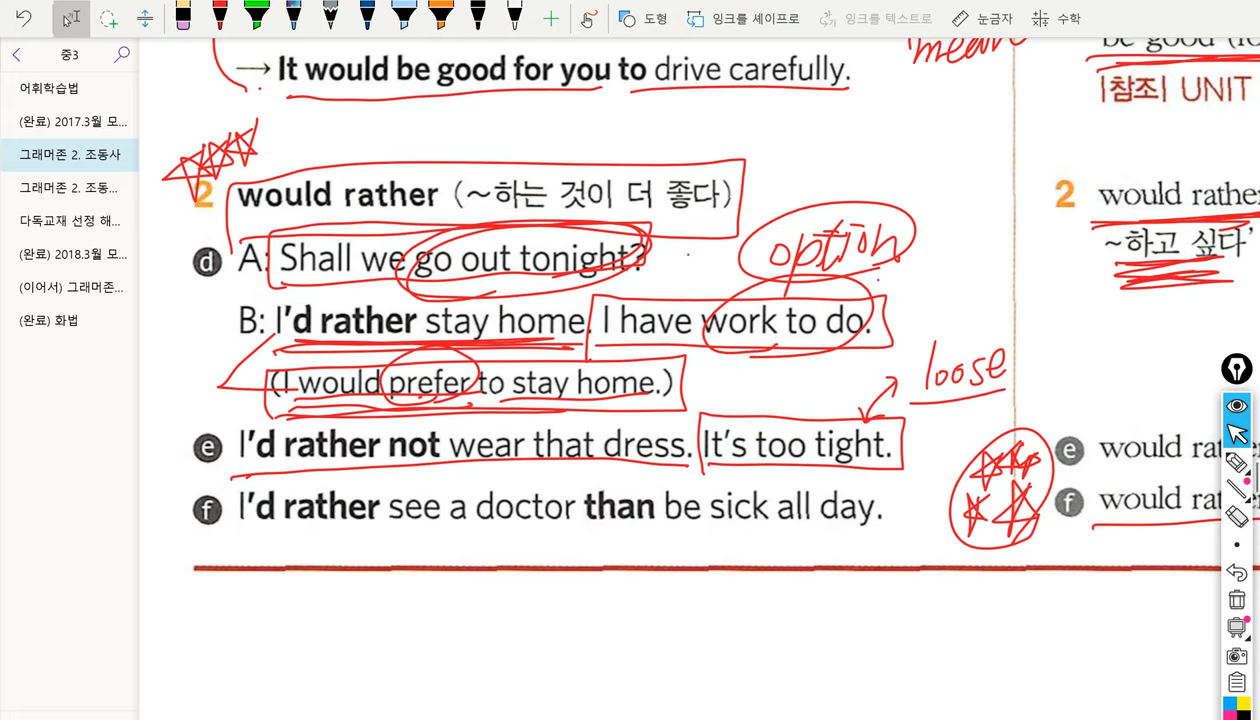 도형
잉크를 셰이프로
잉크를 텍스트로
눈금자
수학
중3
어휘학습법
(완료) 2017.3월 모...
그래머존 2. 조동사
그래머존 2. 조동...
다독교재 선정 해...
(완료) 2018.3월 모...
(이어서) 그래머존...
(완료) 화법
→ It would be good for you to drive carefully.
mean
be good (fo
|참조| UNIT
2 would rather (~하는 것이 더 좋다)
d A: Shall we go out tonight?
option
B: I'd rather stay home. I have work to do.
(I would prefer to stay home.)
loose
e I'd rather not wear that dress. It's too tight.
f I'd rather see a doctor than be sick all day.
2 would rather
~하고 싶다'
e would rat
f would rat